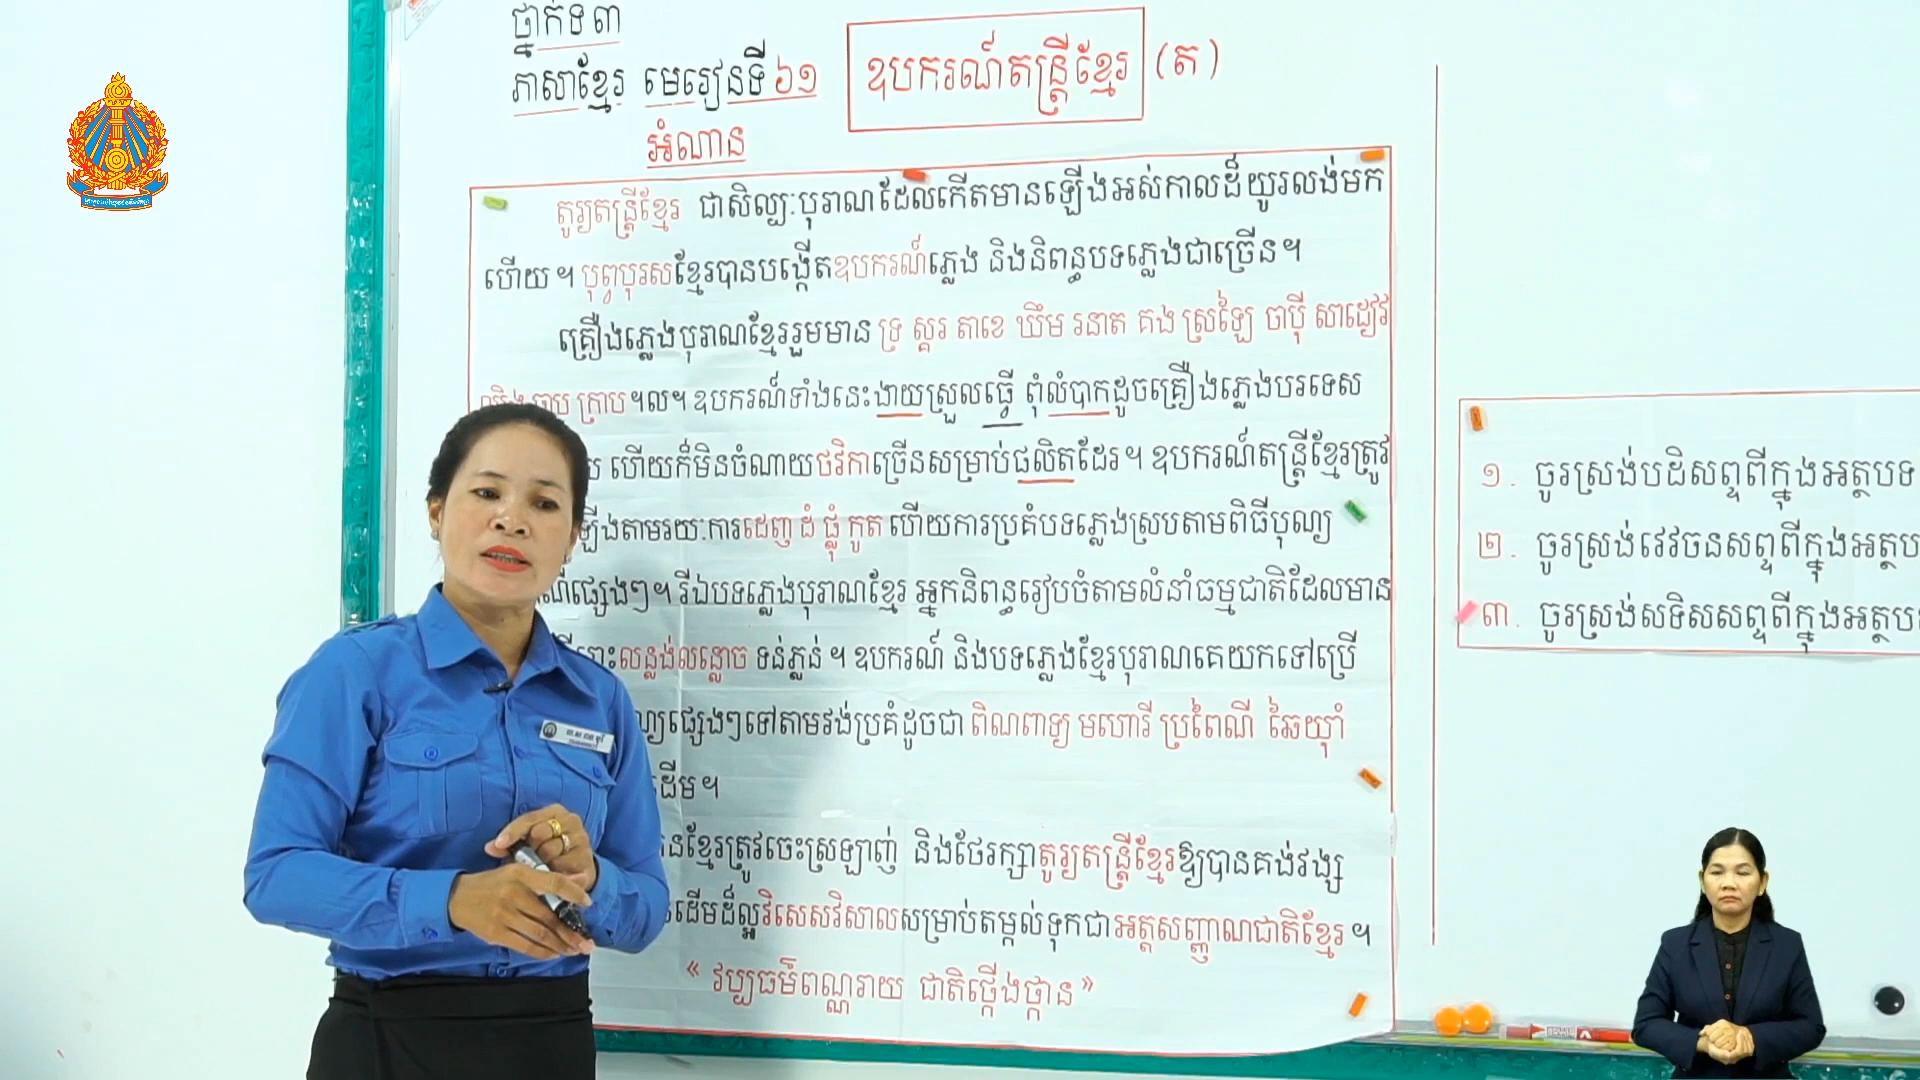 ថ្នាក់ទី៣
ភាសាខ្មែរ មេរៀនទី ៦១ ឧបករណ៍តន្ត្រីខ្មែរ (ត)
អំណាន
តូរ្យតន្ត្រីខ្មែរ ជាសិល្បៈបុរាណដែលកើតមានឡើងអស់កាលដ៏យូរលង់មក
ហើយ ។ បុព្វបុរសខ្មែរបានបង្កើតឧបករណ៍ភ្លេង និងនិពន្ធបទភ្លេងជាច្រើន។
គ្រឿងភ្លេងបុរាណខ្មែររួមមាន ទ្រ ស្គរ តាខេ ឃឹម រនាត គង ស្រឡៃ ចាប៉ី សាដៀវ
ឈិង ឆាប ក្រាប។ល។ ឧបករណ៍ទាំងនេះងាយស្រួលធ្វើ ពុំលំបាកដូចគ្រឿងភ្លេងបរទេស
ហើយក៏មិនចំណាយថវិកាច្រើនសម្រាប់ផលិតដែរ។ ឧបករណ៍តន្ត្រីខ្មែរត្រូវ
ឡើងតាមរយៈការដេញ ដំ ផ្លុំ កូត ហើយការប្រគំបទភ្លេងស្របតាមពិធីបុណ្យ
ផ្សេងៗ។ រីឯបទភ្លេងបុរាណខ្មែរ អ្នកនិពន្ធរៀបចំតាមលំនាំធម្មជាតិដែលមាន
លន្លង់លន្លោច ទន់ភ្លន់ ។ ឧបករណ៍ និងបទភ្លេងខ្មែរបុរាណគេយកទៅប្រើ
ផ្សេងៗទៅតាមវង់ប្រគំដូចជា ពិណពាទ្យ មហោរី ប្រពៃណី ឆៃយ៉ាំ
ដើម ។
ខ្មែរត្រូវចេះស្រឡាញ់ និងថែរក្សាតូរ្យតន្ត្រីខ្មែរឱ្យបានគង់វង្ស
ដើមដ៏ល្អវិសេសវិសាលសម្រាប់តម្កល់ទុកជាអត្តសញ្ញាណជាតិខ្មែរ ។
« វប្បធម៌ពណ្ណរាយ ជាតិថ្កើងថ្កាន »
១. ចូរស្រង់បដិសព្ទពីក្នុងអត្ថបទ
២. ចូរស្រង់វេវចនសព្ទពីក្នុងអត្ថប
៣. ចូរស្រង់សទិសសព្ទពីក្នុងអត្ថប